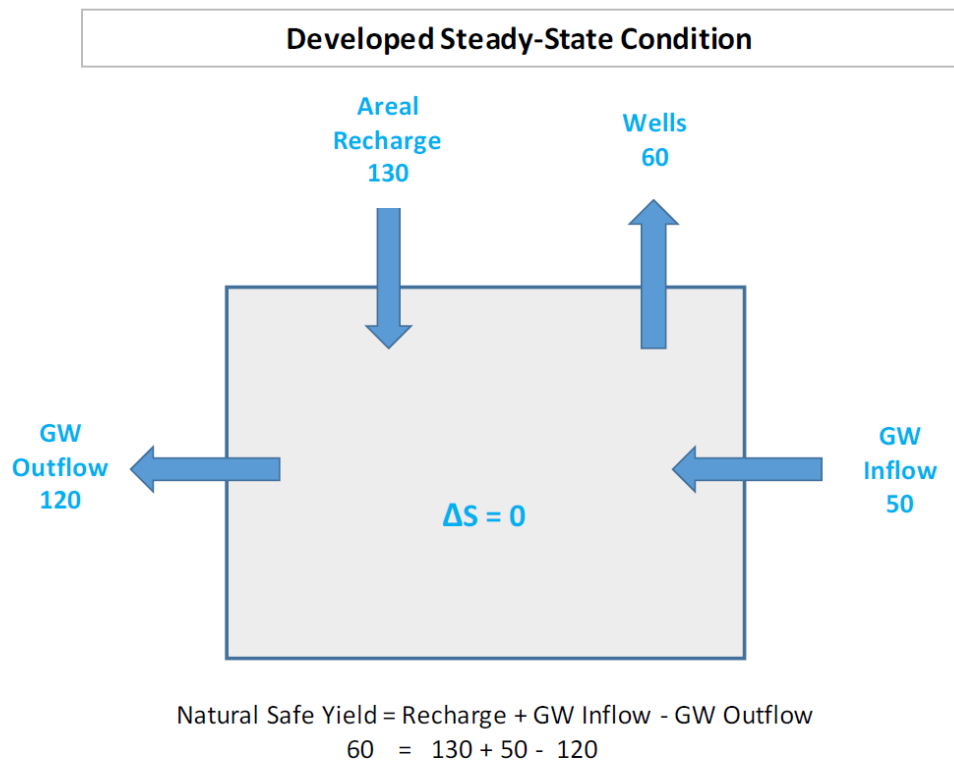 Developed Steady-State Condition
Areal
Recharge
130
Wells
60
GW
Outflow
120
GW
Inflow
50
ΔS = 0
Natural Safe Yield = Recharge + GW Inflow - GW Outflow
60 = 130 + 50 - 120